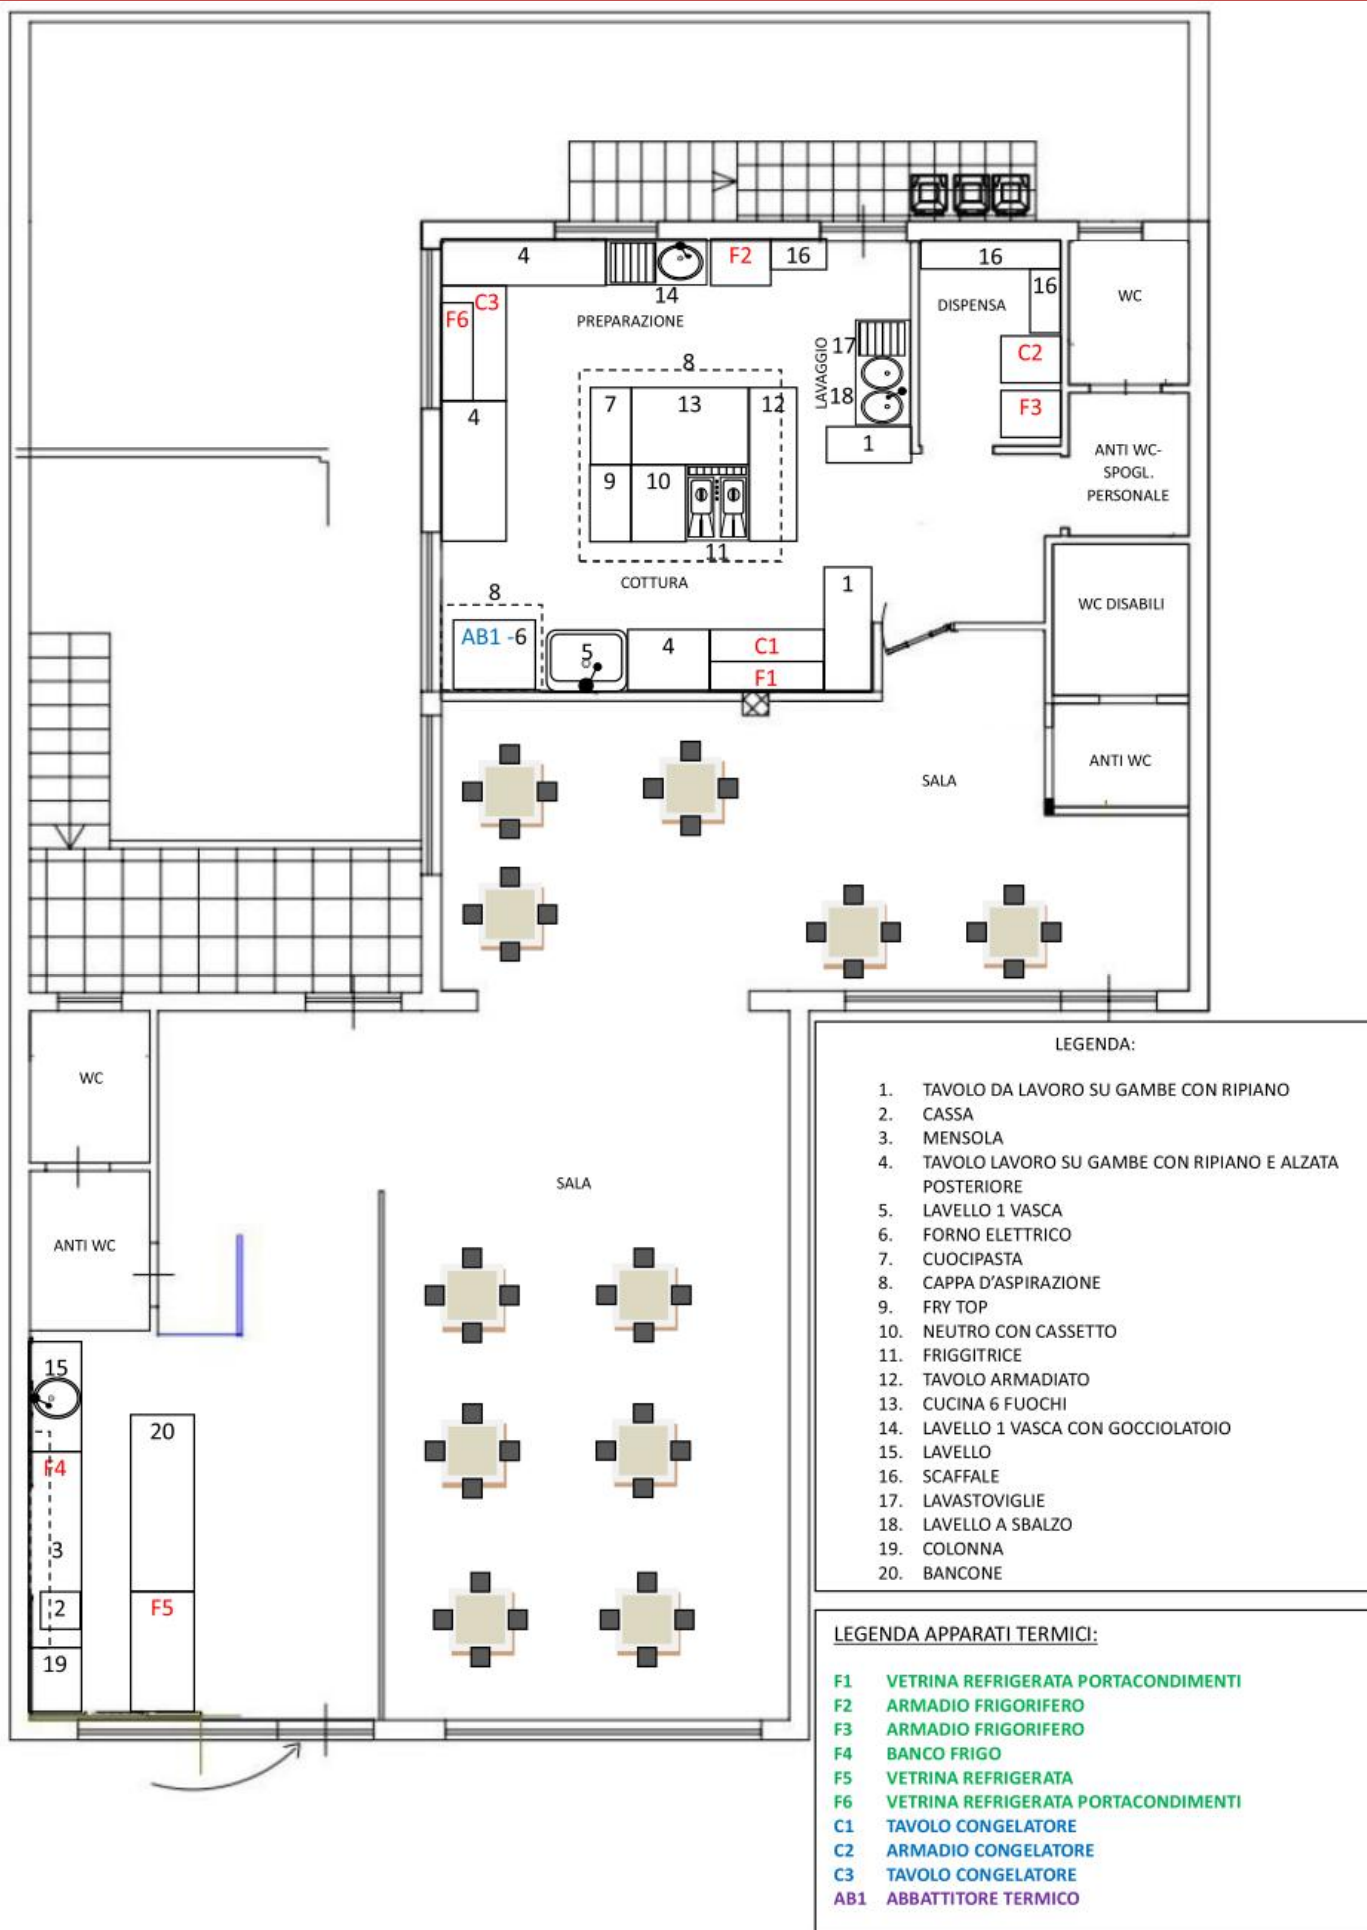 4
F2
16
16
14
C3
F6
PREPARAZIONE
DISPENSA
16
WC
8
17
LAVAGGIO
C2
7
13
12
18
F3
4
1
ANTI WC-
SPOGL.
PERSONALE
9
10
11
COTTURA
8
1
WC DISABILI
AB1 -6
5
4
C1
F1
SALA
ANTI WC
WC
SALA
ANTI WC
15
20
F4
3
2
F5
19
LEGENDA:
1. TAVOLO DA LAVORO SU GAMBE CON RIPIANO
2. CASSA
3. MENSOLA
4. TAVOLO LAVORO SU GAMBE CON RIPIANO E ALZATA
POSTERIORE
5. LAVELLO 1 VASCA
6. FORNO ELETTRICO
7. CUOCIPASTA
8. CAPPA D'ASPIRAZIONE
9. FRY TOP
10. NEUTRO CON CASSETTO
11. FRIGGITRICE
12. TAVOLO ARMADIATO
13. CUCINA 6 FUOCHI
14. LAVELLO 1 VASCA CON GOCCIOLATOIO
15. LAVELLO
16. SCAFFALE
17. LAVASTOVIGLIE
18. LAVELLO A SBALZO
19. COLONNA
20. BANCONE
LEGENDA APPARATI TERMICI:
F1 VETRINA REFRIGERATA PORTACONDIMENTI
F2 ARMADIO FRIGORIFERO
F3 ARMADIO FRIGORIFERO
F4 BANCO FRIGO
F5 VETRINA REFRIGERATA
F6 VETRINA REFRIGERATA PORTACONDIMENTI
C1 TAVOLO CONGELATORE
C2 ARMADIO CONGELATORE
C3 TAVOLO CONGELATORE
AB1 ABBATTITORE TERMICO